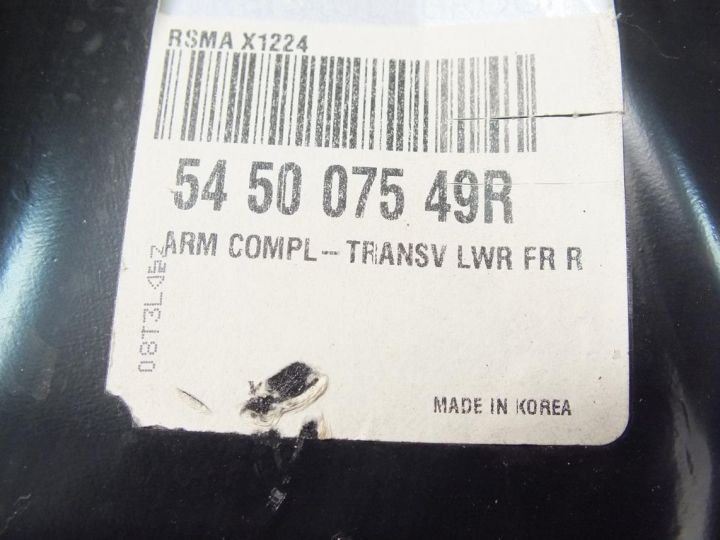 RSMA X1224
54 50 075 49R
ARM COMPL-TRANSV LWR FR R
MADE IN KOREA